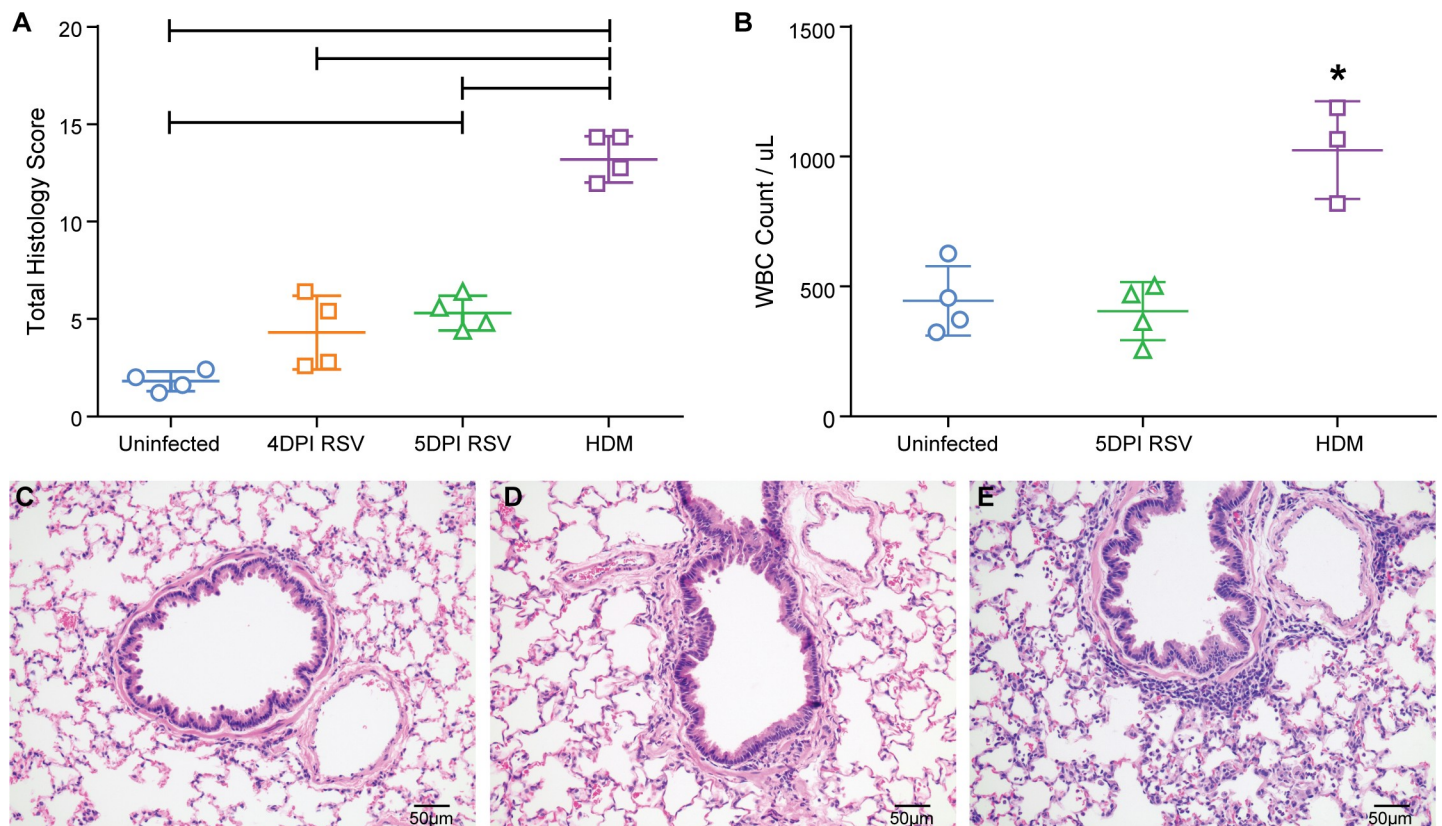 A
Total Histology Score
20
15
10
5
0
Uninfected
4DPI RSV
5DPI RSV
HDM
B
WBC Count / uL
1500
1000
500
0
*
Uninfected
5DPI RSV
HDM
C
50µm
D
50µm
E
50µm